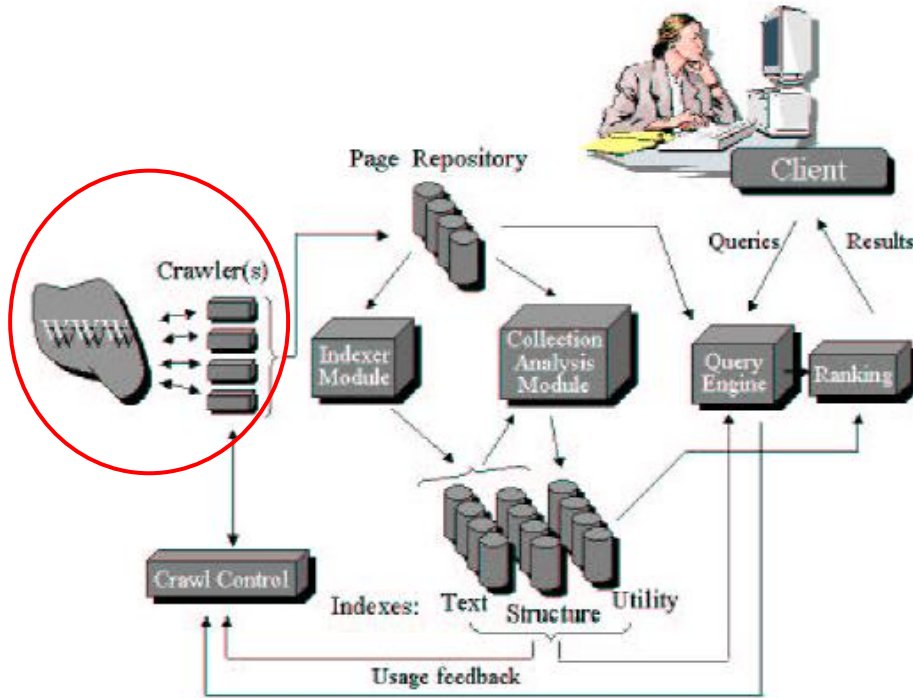 Page Repository
Client
Queries
Results
Crawler(s)
WWW
Indexer
Module
Collection
Analysis
Module
Query
Engine
Ranking
Crawl Control
Indexes:
Text
Structure
Utility
Usage feedback